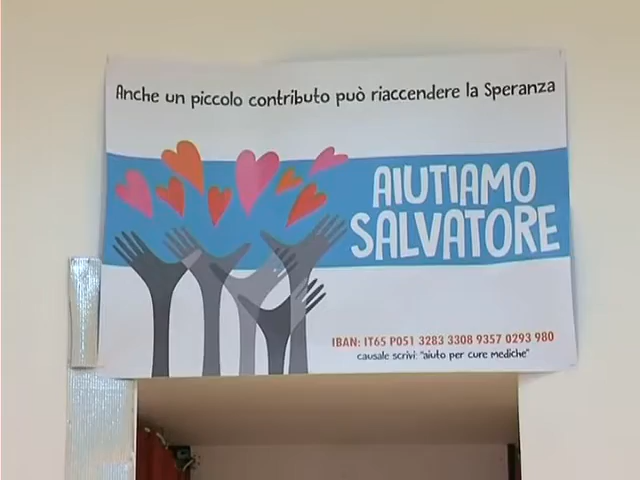 Anche un piccolo contributo può riaccendere la Speranza
AIUTIAMO
SALVATORE
IBAN: IT65 P051 3283 3308 9357 0293 980
causale scrivi: "aiuto per cure mediche"